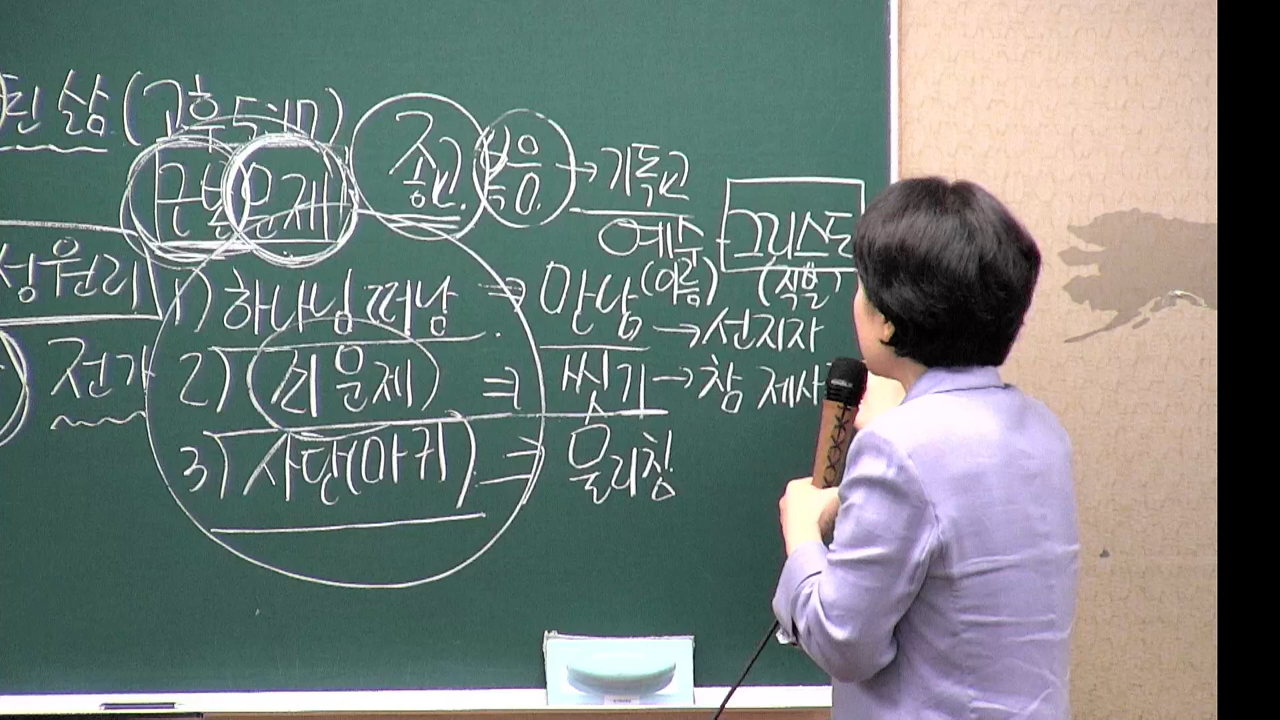 된 삶 (고후 5:17)
근본문제 종교. 복음. → 기독교
예수 - 그리스도
(이름) (직분)
성원리
1) 하나님 떠남 ⇒ 만남 → 선지자
전가
2) (죄문제) ⇒ 씻기 → 참 제사
3) 사단(마귀) ⇒ 물리침